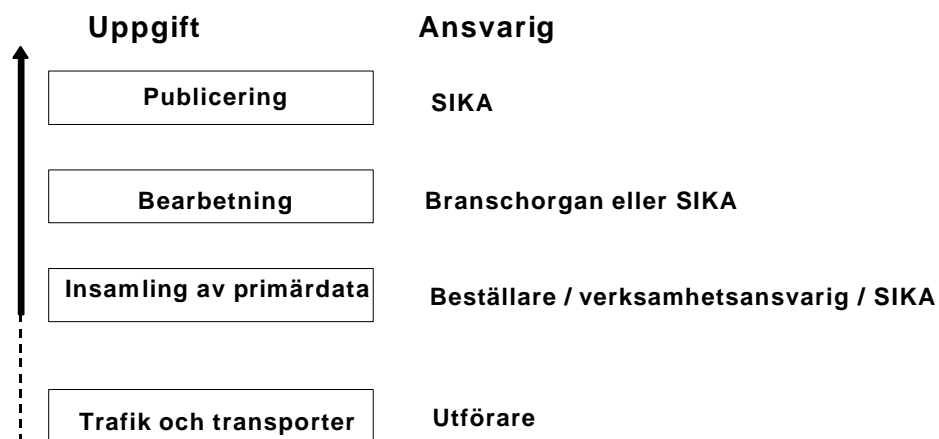 Uppgift Ansvarig
Publicering SIKA
Bearbetning Branschorgan eller SIKA
Insamling av primärdata Beställare / verksamhetsansvarig / SIKA
Trafik och transporter Utförare